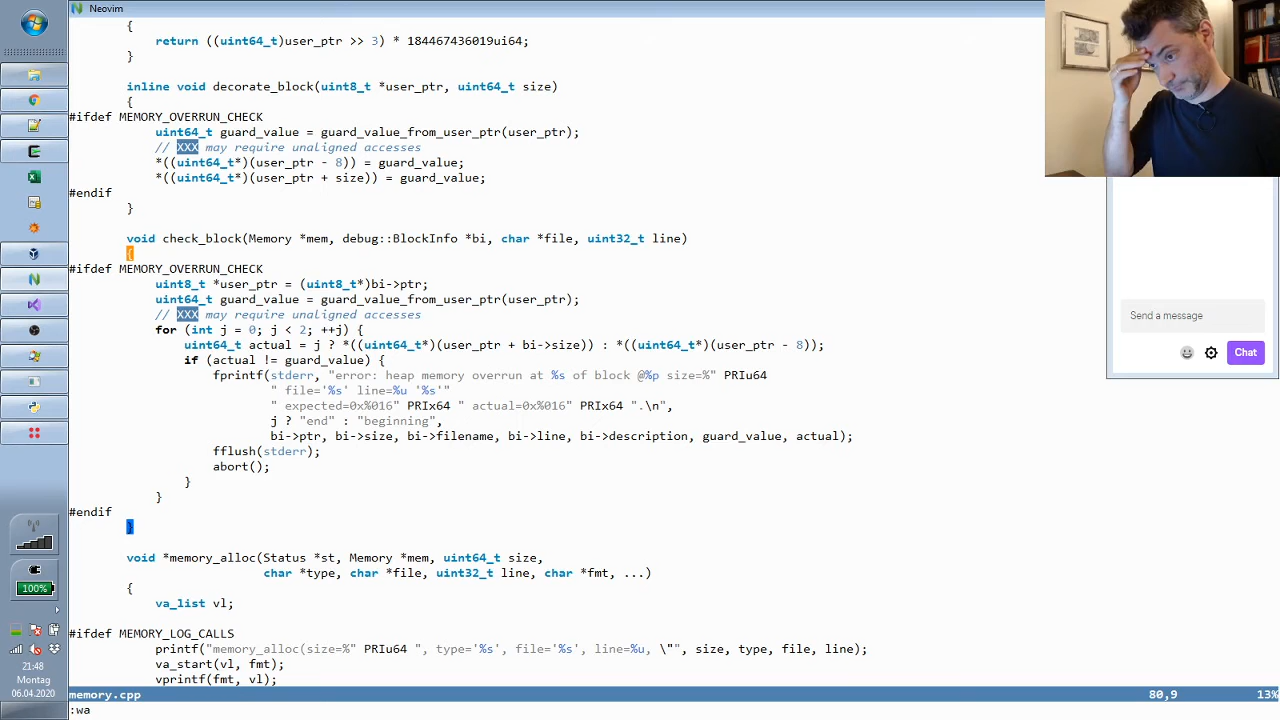 Neovim
{
return ((uint64_t)user_ptr >> 3) * 184467436019ui64;
}
inline void decorate_block(uint8_t *user_ptr, uint64_t size)
{
#ifdef MEMORY_OVERRUN_CHECK
uint64_t guard_value = guard_value_from_user_ptr(user_ptr);
// XXX may require unaligned accesses
*((uint64_t*)(user_ptr - 8)) = guard_value;
*((uint64_t*)(user_ptr + size)) = guard_value;
#endif
}
void check_block(Memory *mem, debug::BlockInfo *bi, char *file, uint32_t line)
{
#ifdef MEMORY_OVERRUN_CHECK
uint8_t *user_ptr = (uint8_t*)bi->ptr;
uint64_t guard_value = guard_value_from_user_ptr(user_ptr);
// XXX may require unaligned accesses
for (int j = 0; j < 2; ++j) {
uint64_t actual = j ? *((uint64_t*)(user_ptr + bi->size)) : *((uint64_t*)(user_ptr - 8));
if (actual != guard_value) {
fprintf(stderr, "error: heap memory overrun at %s of block @%p size=%" PRIu64
" file='%s' line=%u '%s'"
" expected=0x%016" PRIx64 " actual=0x%016" PRIx64 ".\n",
j ? "end" : "beginning",
bi->ptr, bi->size, bi->filename, bi->line, bi->description, guard_value, actual);
fflush(stderr);
abort();
}
}
#endif
}
void *memory_alloc(Status *st, Memory *mem, uint64_t size,
char *type, char *file, uint32_t line, char *fmt, ...)
{
va_list vl;
#ifdef MEMORY_LOG_CALLS
printf("memory_alloc(size=%" PRIu64 ", type='%s', file='%s', line=%u, \"", size, type, file, line);
va_start(vl, fmt);
vprintf(fmt, vl);
memory.cpp 80,9 13%
:wa
Send a message
Chat
100%
21:48
Montag
06.04.2020